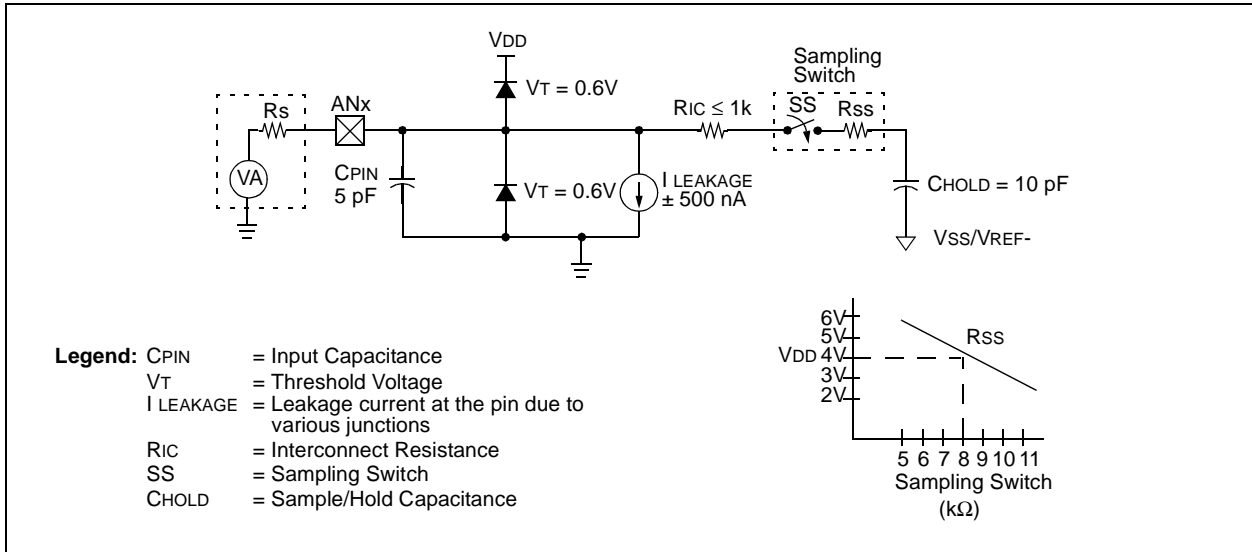 VDD
VT = 0.6V
Sampling
Switch
Rs
ANx
RIC ≤ 1k
SS
RSS
VA
CPIN
5 pF
VT = 0.6V
I LEAKAGE
± 500 nA
CHOLD = 10 pF
VSS/VREF-
Legend: CPIN = Input Capacitance
VT = Threshold Voltage
I LEAKAGE = Leakage current at the pin due to
various junctions
RIC = Interconnect Resistance
SS = Sampling Switch
CHOLD = Sample/Hold Capacitance
6V
5V
VDD 4V
3V
2V
RSS
5 6 7 8 9 10 11
Sampling Switch
(kΩ)